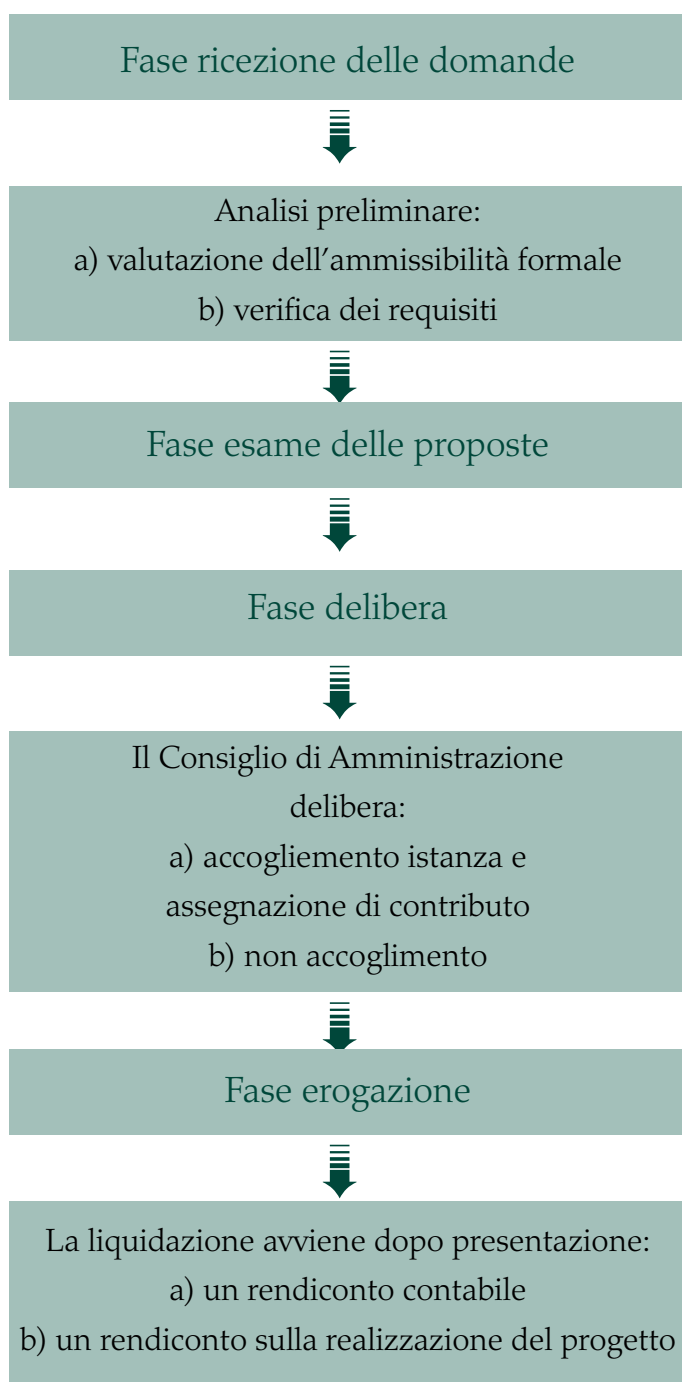 Fase ricezione delle domande
Analisi preliminare:
a) valutazione dell’ammissibilità formale
b) verifica dei requisiti
Fase esame delle proposte
Fase delibera
Il Consiglio di Amministrazione
delibera:
a) accogliemento istanza e
assegnazione di contributo
b) non accoglimento
Fase erogazione
La liquidazione avviene dopo presentazione:
a) un rendiconto contabile
b) un rendiconto sulla realizzazione del progetto